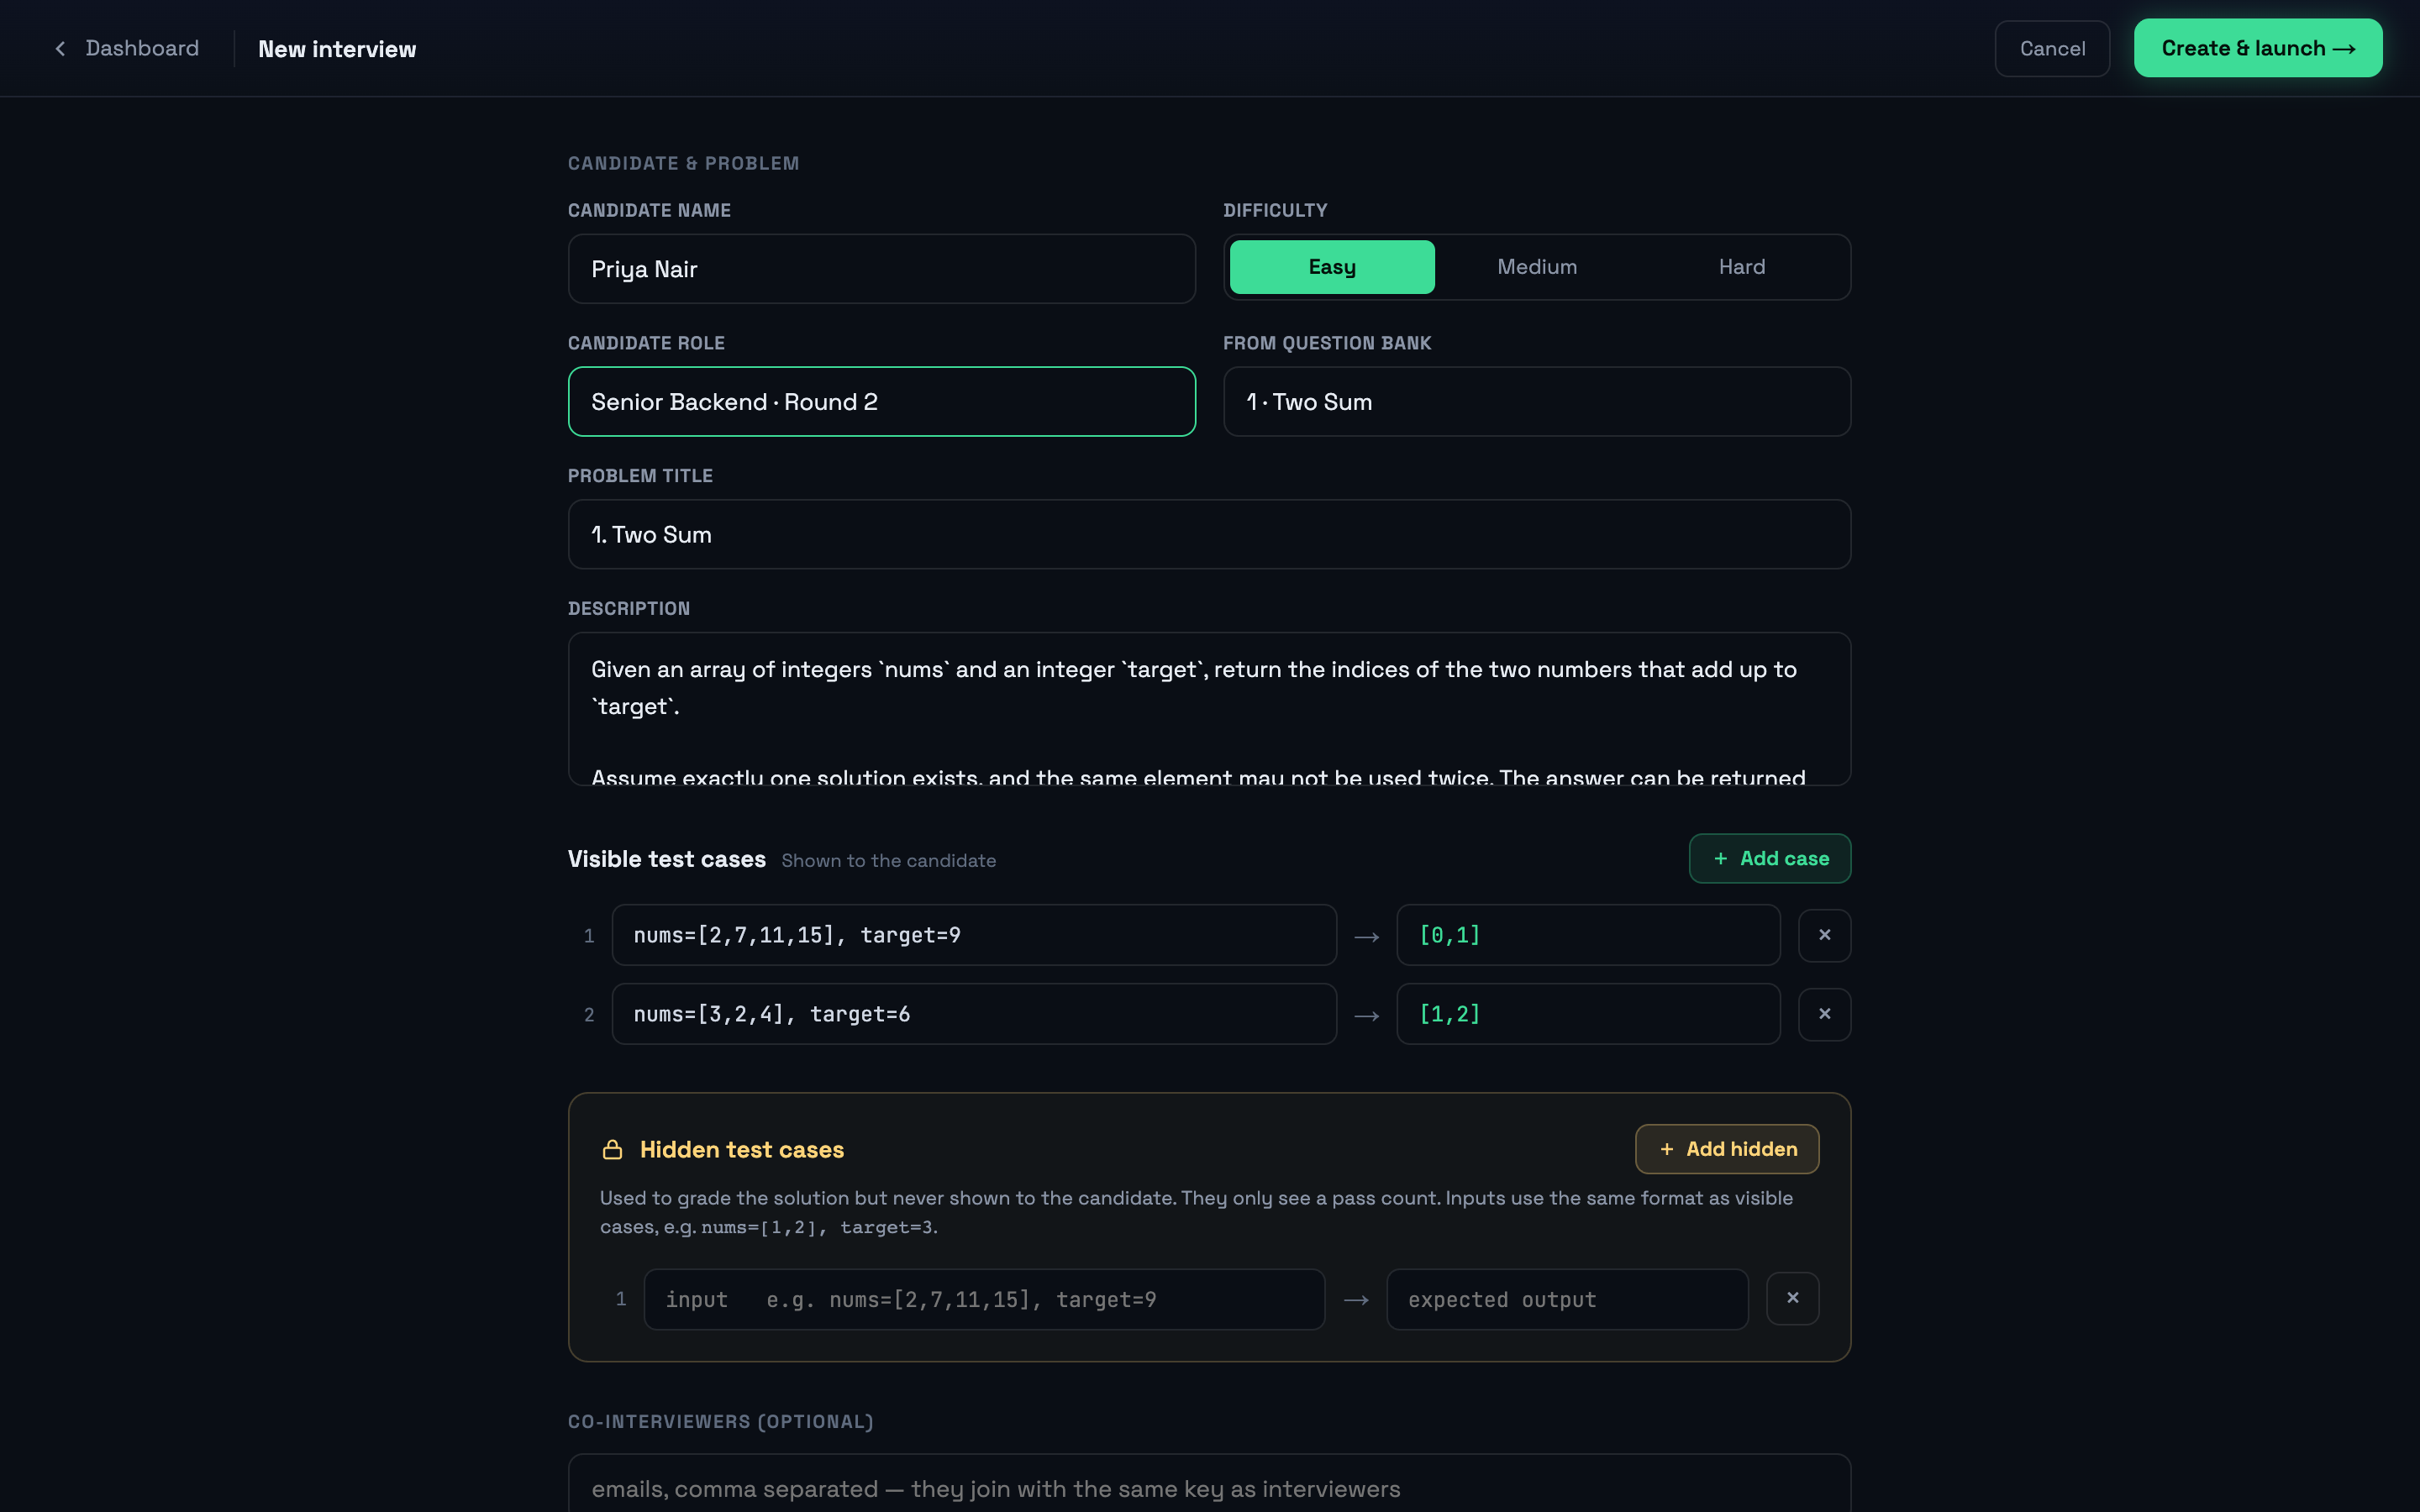 Dashboard
New interview
Cancel
Create & launch →
CANDIDATE & PROBLEM
CANDIDATE NAME
DIFFICULTY
Priya Nair
Easy
Medium
Hard
CANDIDATE ROLE
FROM QUESTION BANK
Senior Backend · Round 2
1 · Two Sum
PROBLEM TITLE
1. Two Sum
DESCRIPTION
Given an array of integers `nums` and an integer `target`, return the indices of the two numbers that add up to
`target`.
Assume exactly one solution exists, and the same element may not be used twice. The answer can be returned
Visible test cases Shown to the candidate
+ Add case
1 nums=[2,7,11,15], target=9 → [0,1] ×
2 nums=[3,2,4], target=6 → [1,2] ×
Hidden test cases
+ Add hidden
Used to grade the solution but never shown to the candidate. They only see a pass count. Inputs use the same format as visible
cases, e.g. nums=[1,2], target=3.
1 input e.g. nums=[2,7,11,15], target=9 → expected output ×
CO-INTERVIEWERS (OPTIONAL)
emails, comma separated — they join with the same key as interviewers